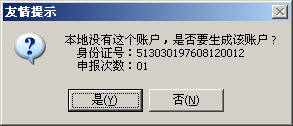 友情提示
本地没有这个账户，是否要生成该账户？
身份证号：513030197608120012
申报次数：01
是(Y) 否(N)